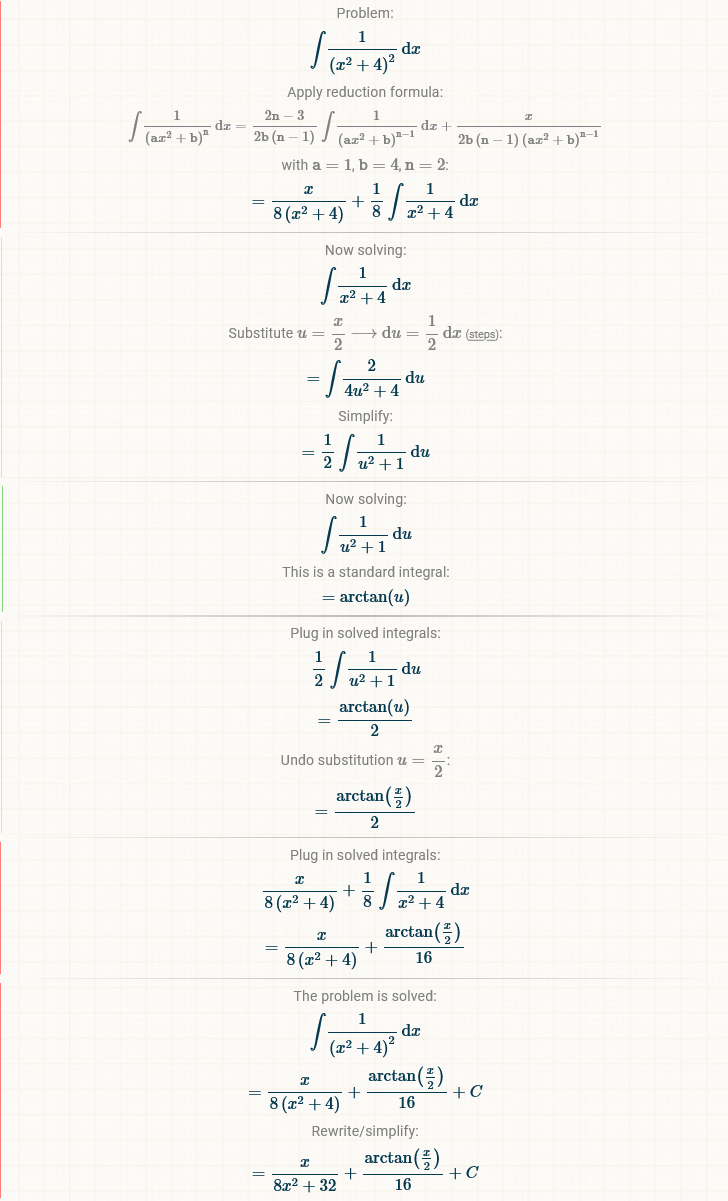 Problem:
∫ 1/(x² + 4)² dx
Apply reduction formula:
∫ 1/(ax² + b)ⁿ dx = (2n − 3)/(2b (n − 1)) ∫ 1/(ax² + b)ⁿ⁻¹ dx + x/(2b (n − 1) (ax² + b)ⁿ⁻¹)
with a = 1, b = 4, n = 2:
= x/(8 (x² + 4)) + 1/8 ∫ 1/(x² + 4) dx
Now solving:
∫ 1/(x² + 4) dx
Substitute u = x/2 ⟶ du = 1/2 dx (steps):
= ∫ 2/(4u² + 4) du
Simplify:
= 1/2 ∫ 1/(u² + 1) du
Now solving:
∫ 1/(u² + 1) du
This is a standard integral:
= arctan(u)
Plug in solved integrals:
1/2 ∫ 1/(u² + 1) du
= arctan(u)/2
Undo substitution u = x/2:
= arctan(x/2)/2
Plug in solved integrals:
x/(8 (x² + 4)) + 1/8 ∫ 1/(x² + 4) dx
= x/(8 (x² + 4)) + arctan(x/2)/16
The problem is solved:
∫ 1/(x² + 4)² dx
= x/(8 (x² + 4)) + arctan(x/2)/16 + C
Rewrite/simplify:
= x/(8x² + 32) + arctan(x/2)/16 + C